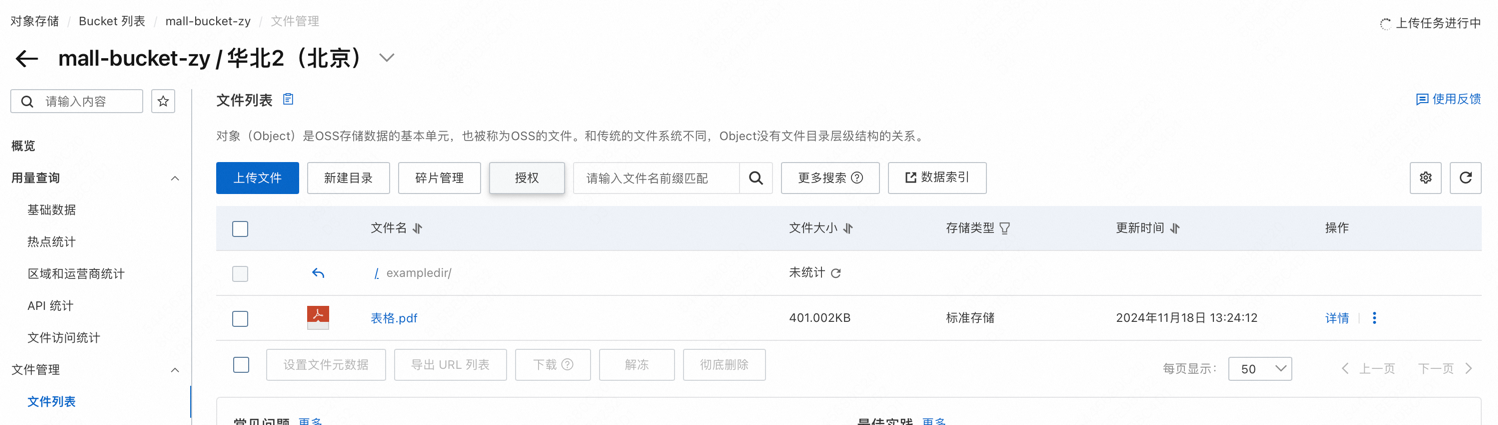 对象存储 / Bucket 列表 / mall-bucket-zy / 文件管理
上传任务进行中
mall-bucket-zy / 华北2（北京）
请输入内容
概览
用量查询
基础数据
热点统计
区域和运营商统计
API 统计
文件访问统计
文件管理
文件列表
文件列表
使用反馈
对象（Object）是OSS存储数据的基本单元，也被称为OSS的文件。和传统的文件系统不同，Object没有文件目录层级结构的关系。
上传文件 新建目录 碎片管理 授权 请输入文件名前缀匹配 更多搜索 数据索引
文件名 文件大小 存储类型 更新时间 操作
/ exampledir/ 未统计
表格.pdf 401.002KB 标准存储 2024年11月18日 13:24:12 详情
设置文件元数据 导出 URL 列表 下载 解冻 彻底删除
每页显示： 50 上一页 下一页
常见问题 更多 最佳实践 更多